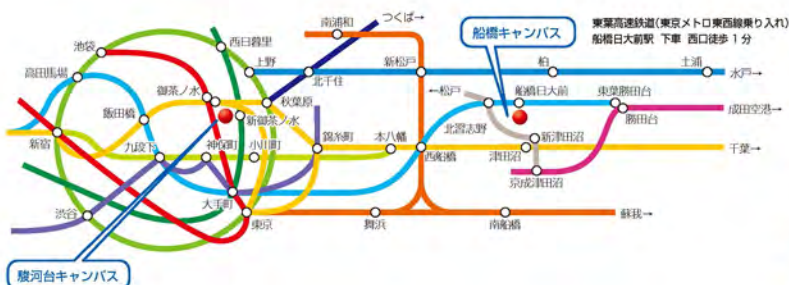 つくば→
東葉高速鉄道(東京メトロ東西線乗り入れ)
船橋日大前駅 下車 西口徒歩1分
南浦和
船橋キャンパス
西日暮里
池袋
上野
北千住
新松戸
柏
土浦
水戸→
高田馬場
御茶ノ水
秋葉原
←松戸
船橋日大前
東葉勝田台
成田空港→
勝田台
飯田橋
新御茶ノ水
錦糸町
本八幡
北習志野
新津田沼
新宿
九段下
神保町
小川町
西船橋
津田沼
千葉→
京成津田沼
大手町
渋谷
東京
舞浜
南船橋
蘇我→
駿河台キャンパス